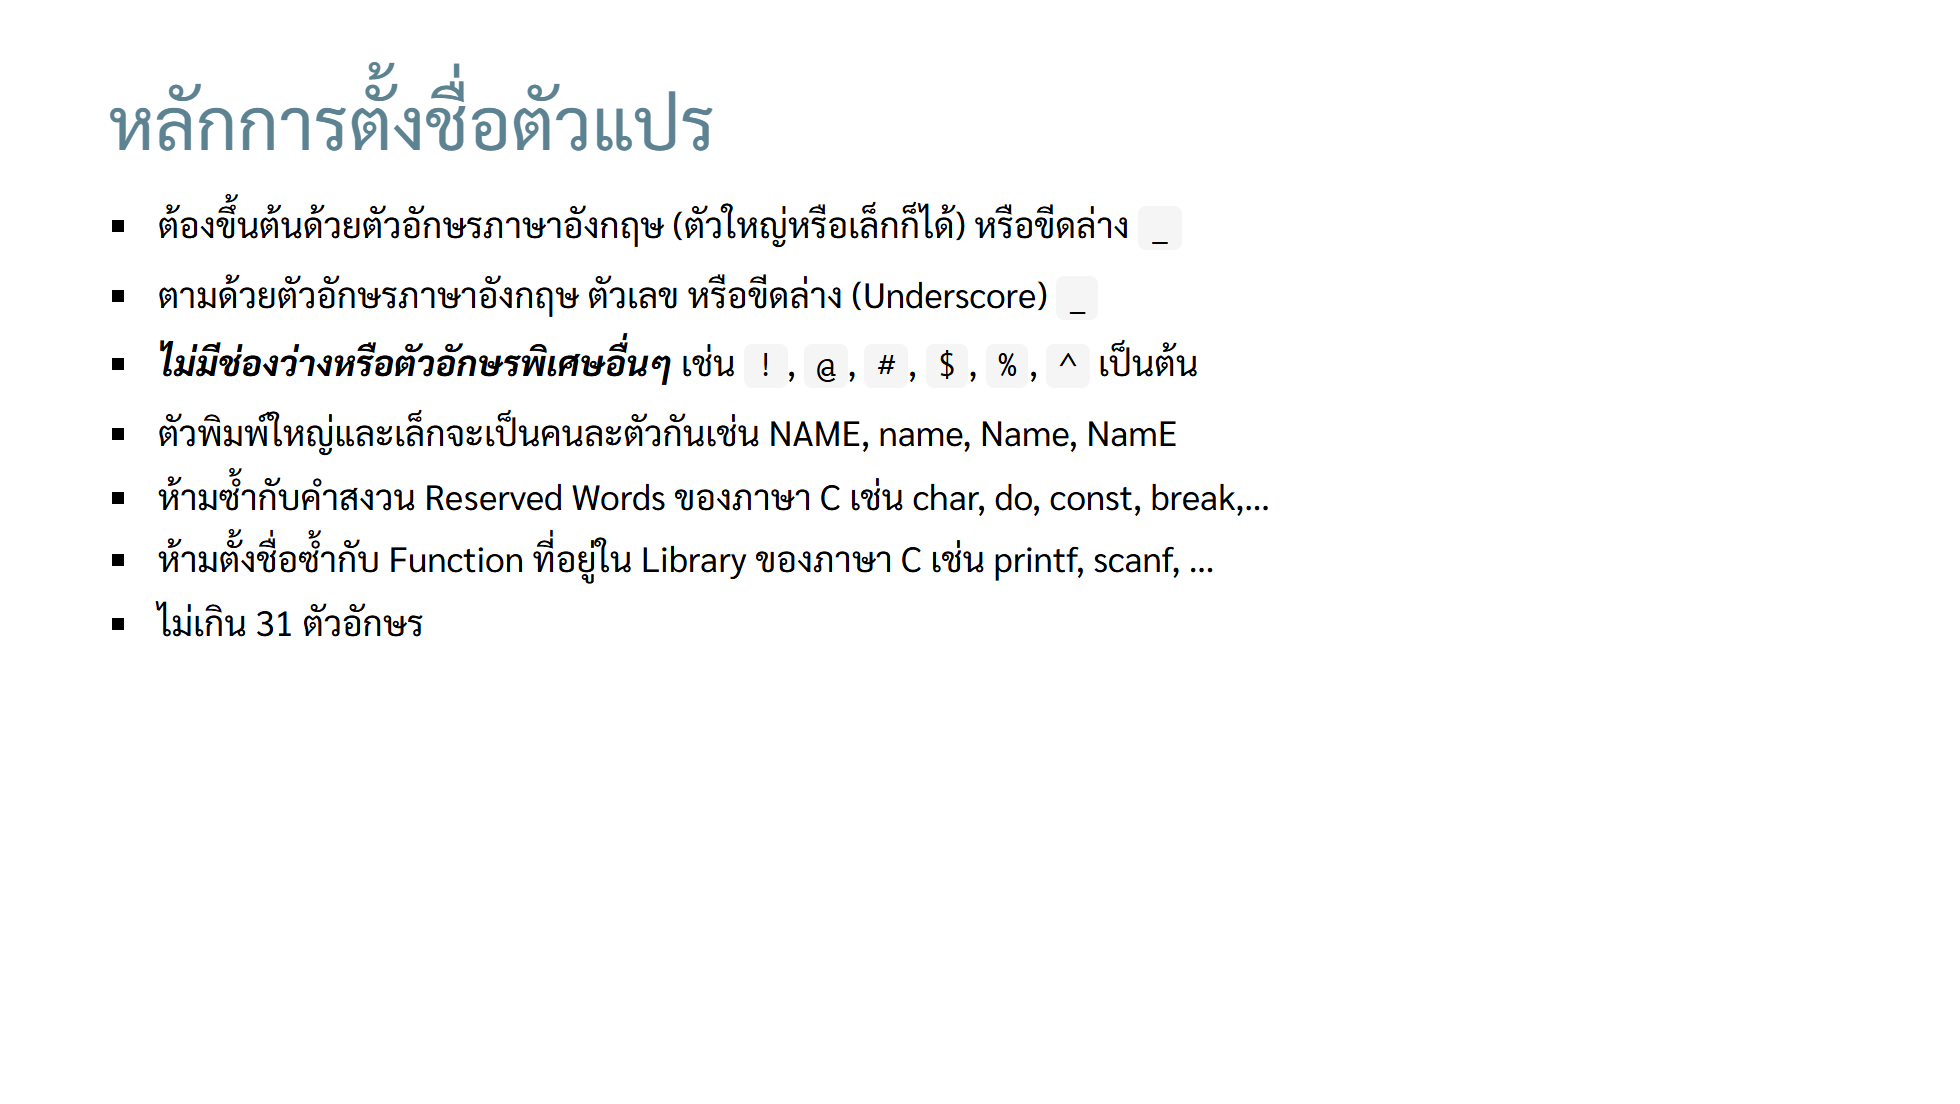 หลักการตั้งชื่อตัวแปร
▪ ต้องขึ้นต้นด้วยตัวอักษรภาษาอังกฤษ (ตัวใหญ่หรือเล็กก็ได้) หรือขีดล่าง _
▪ ตามด้วยตัวอักษรภาษาอังกฤษ ตัวเลข หรือขีดล่าง (Underscore) _
▪ ไม่มีช่องว่างหรือตัวอักษรพิเศษอื่นๆ เช่น !, @, #, $, %, ^ เป็นต้น
▪ ตัวพิมพ์ใหญ่และเล็กจะเป็นคนละตัวกันเช่น NAME, name, Name, NamE
▪ ห้ามซ้ำกับคำสงวน Reserved Words ของภาษา C เช่น char, do, const, break,...
▪ ห้ามตั้งชื่อซ้ำกับ Function ที่อยู่ใน Library ของภาษา C เช่น printf, scanf, ...
▪ ไม่เกิน 31 ตัวอักษร